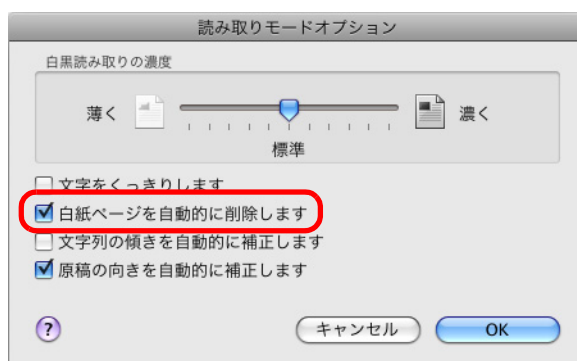 読み取りモードオプション
白黒読み取りの濃度
薄く 濃く
標準
文字をくっきりします
白紙ページを自動的に削除します
文字列の傾きを自動的に補正します
原稿の向きを自動的に補正します
? キャンセル OK